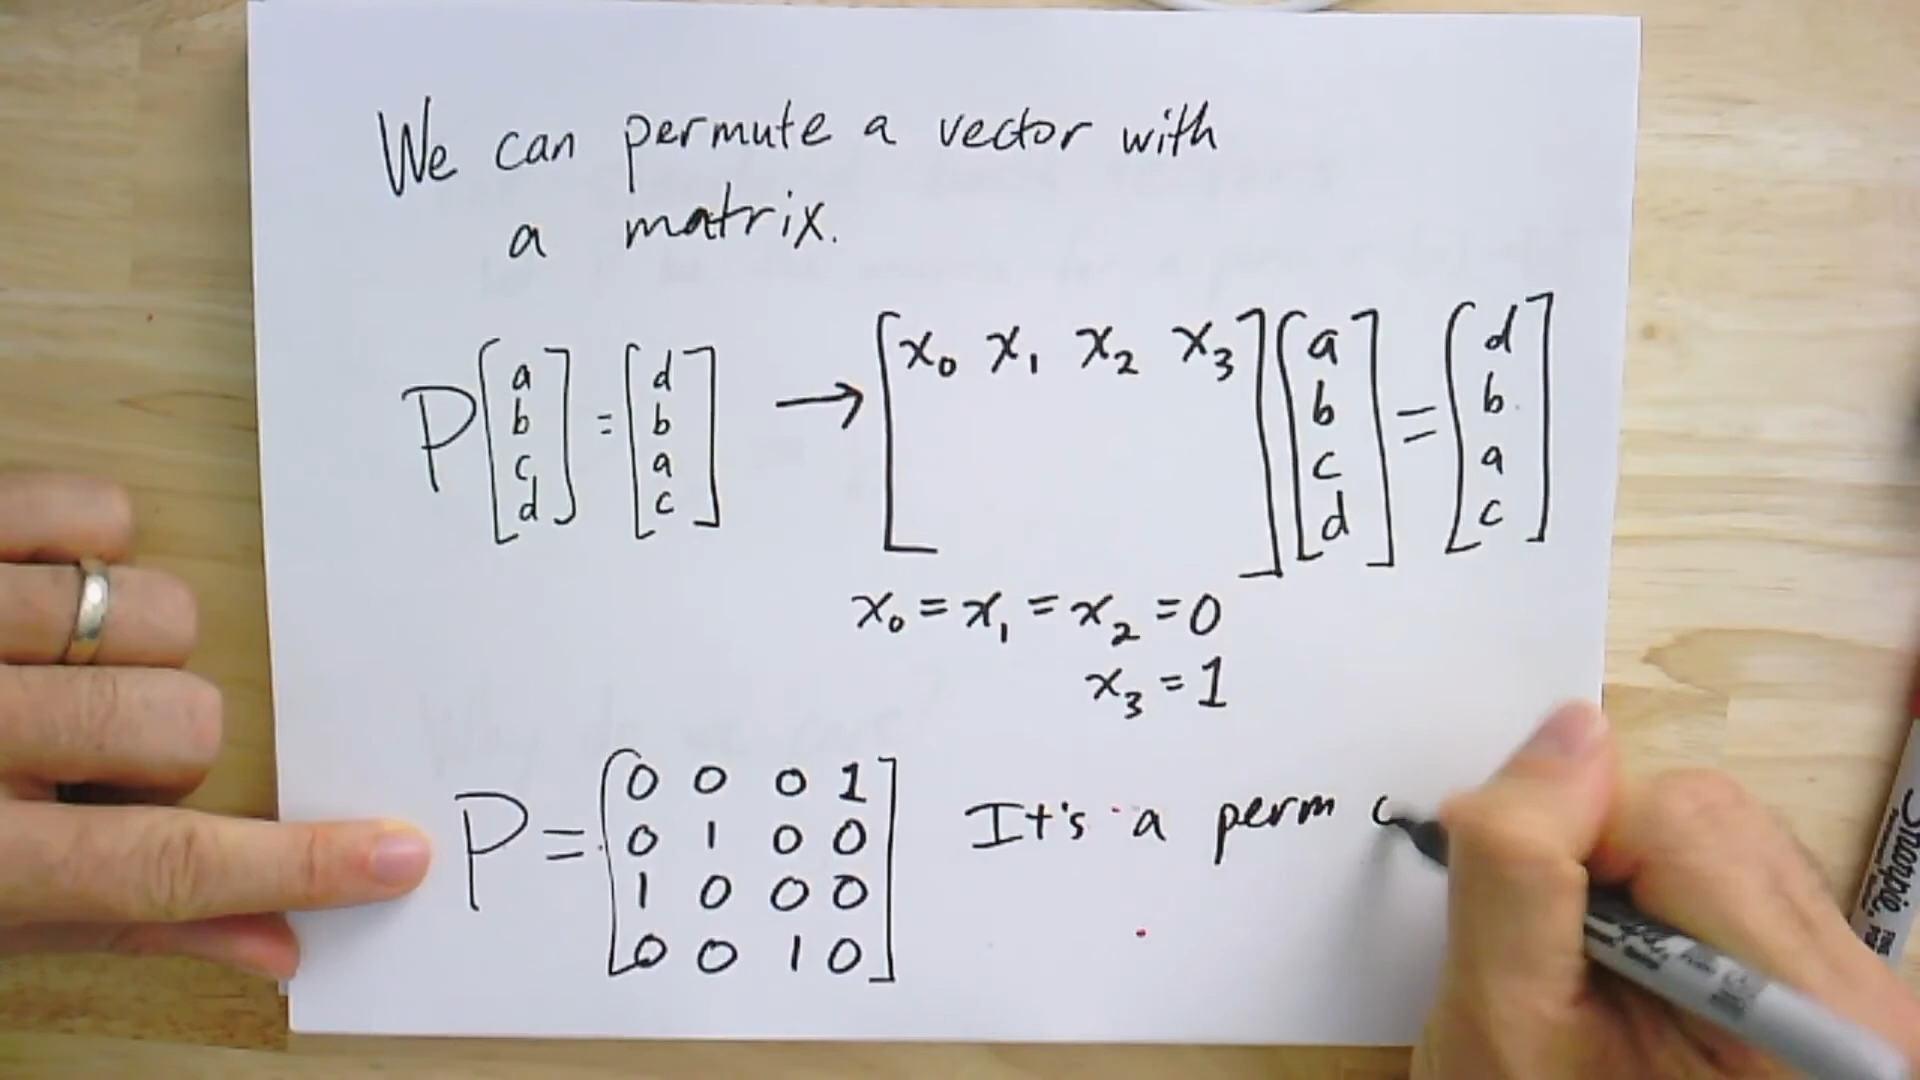 We can permute a vector with
a matrix.
P [a b c d] = [d b a c] → [x₀ x₁ x₂ x₃] [a b c d] = [d b a c]
x₀ = x₁ = x₂ = 0
x₃ = 1
P = [0 0 0 1
0 1 0 0
1 0 0 0
0 0 1 0]
It's a perm
Sharpie.